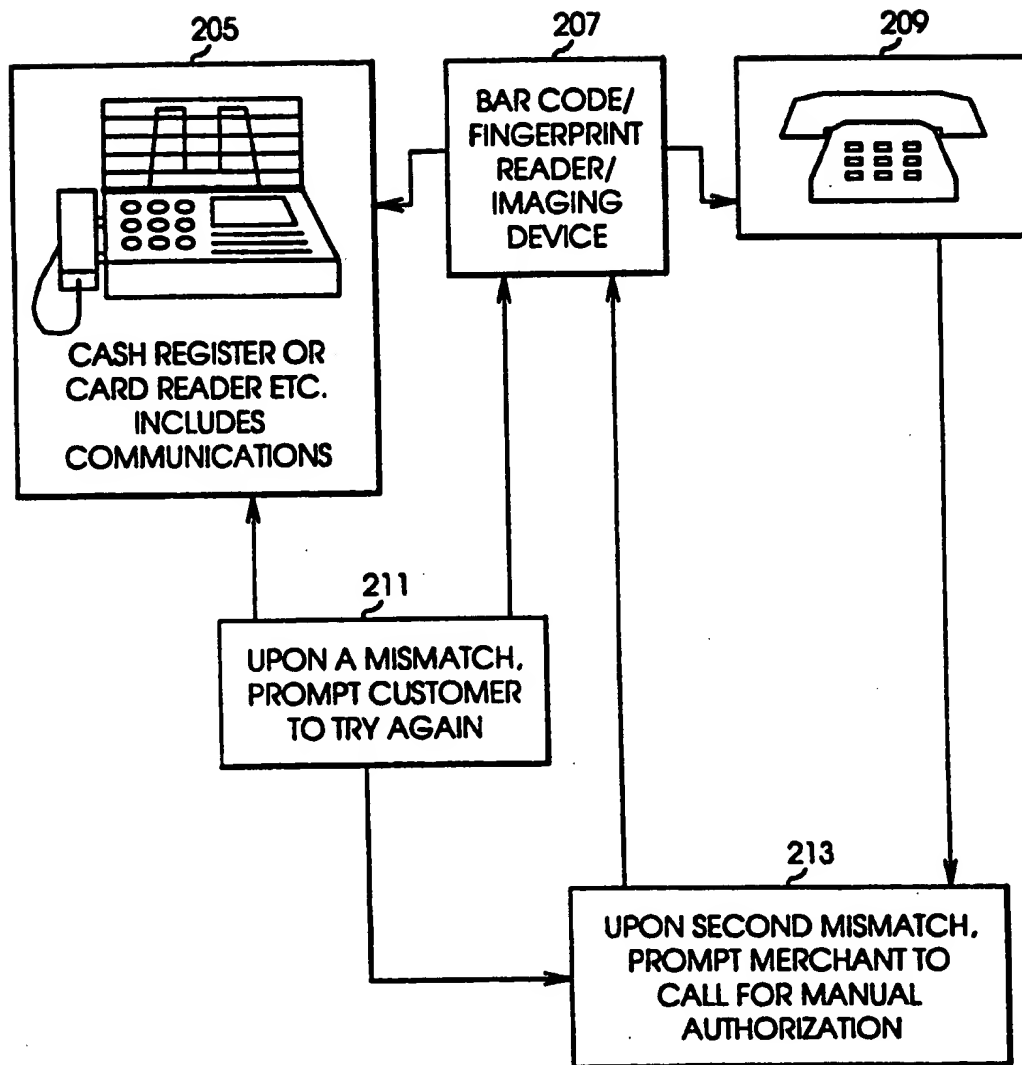 205
207
209
BAR CODE/
FINGERPRINT
READER/
IMAGING
DEVICE
CASH REGISTER OR
CARD READER ETC.
INCLUDES
COMMUNICATIONS
211
UPON A MISMATCH,
PROMPT CUSTOMER
TO TRY AGAIN
213
UPON SECOND MISMATCH,
PROMPT MERCHANT TO
CALL FOR MANUAL
AUTHORIZATION